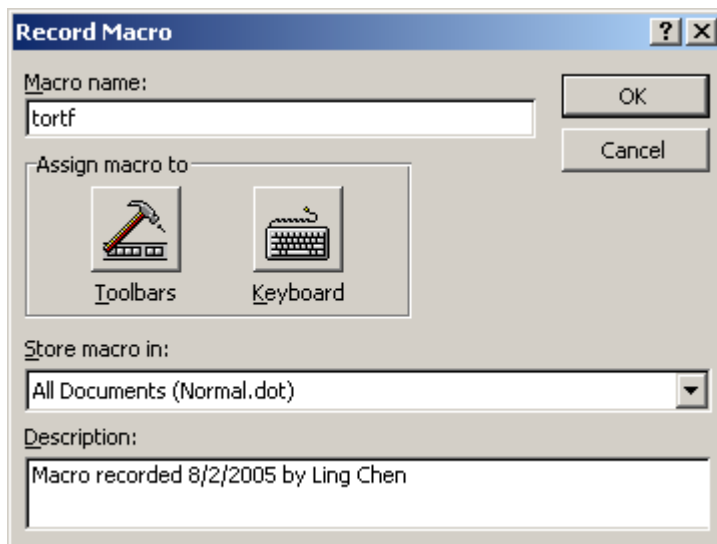 Record Macro
Macro name:
OK
tortf
Cancel
Assign macro to
Toolbars Keyboard
Store macro in:
All Documents (Normal.dot)
Description:
Macro recorded 8/2/2005 by Ling Chen